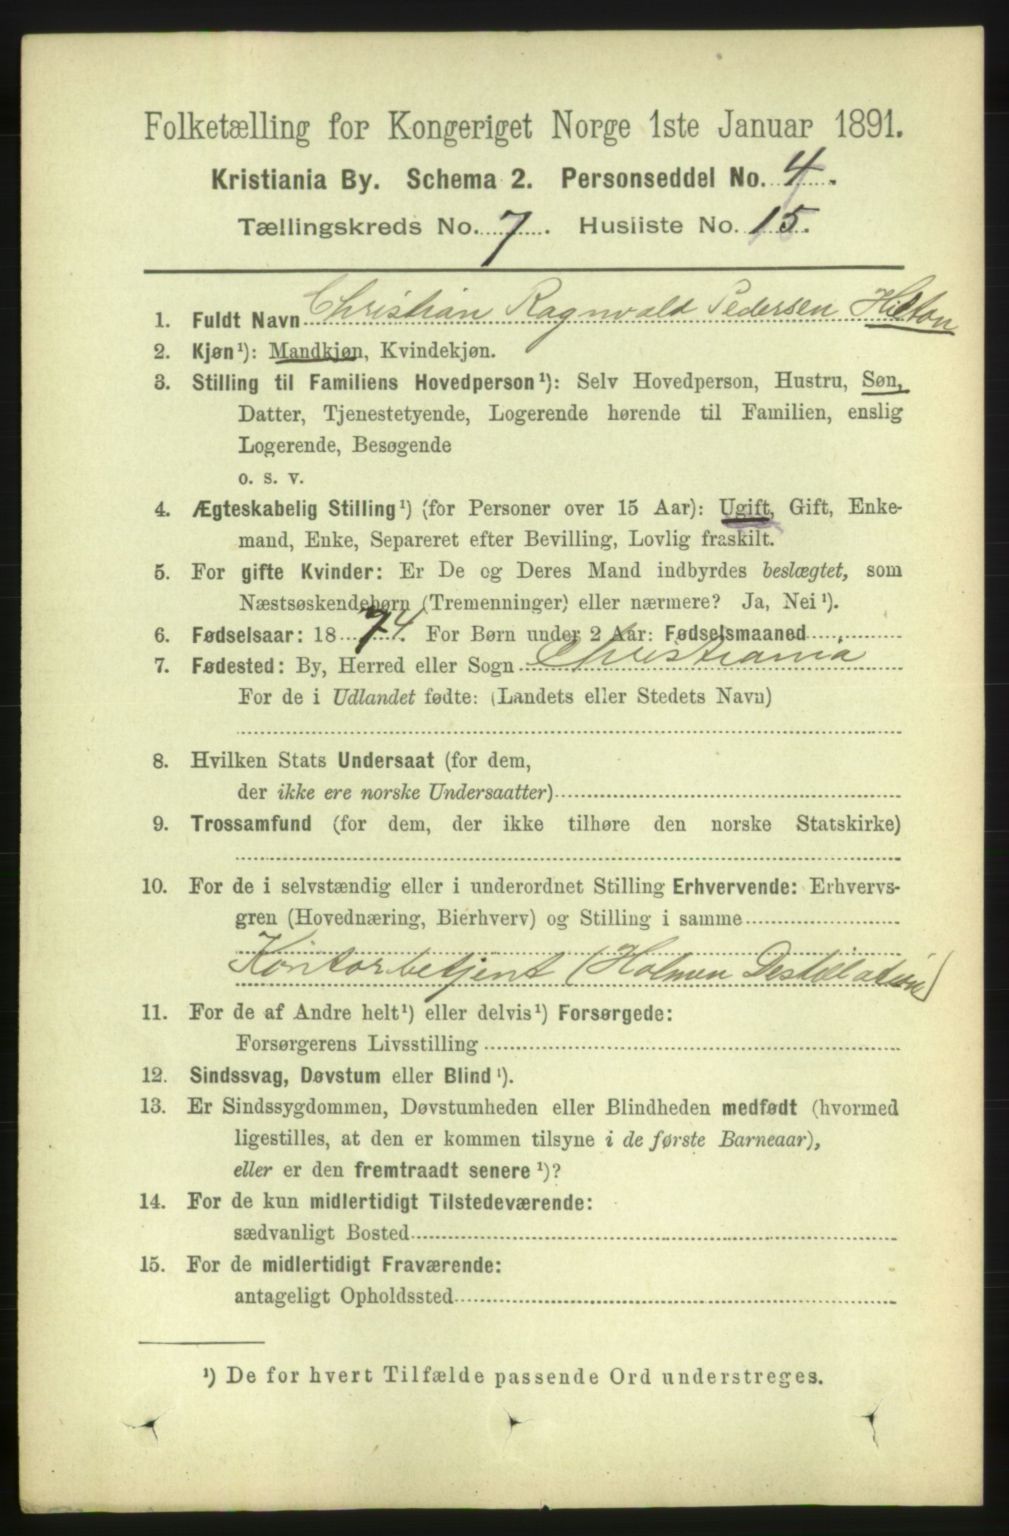 Folketælling for Kongeriget Norge 1ste Januar 1891.
Kristiania By. Schema 2. Personseddel No. 4.
Tællingskreds No. 7. Husliste No. 15.
1. Fuldt Navn Christian Ragnvald Pedersen Hilton
2. Kjøn¹): Mandkjøn, Kvindekjøn.
3. Stilling til Familiens Hovedperson¹): Selv Hovedperson, Hustru, Søn,
Datter, Tjenestetyende, Logerende hørende til Familien, enslig
Logerende, Besøgende
o. s. v.
4. Ægteskabelig Stilling¹) (for Personer over 15 Aar): Ugift, Gift, Enke-
mand, Enke, Separeret efter Bevilling, Lovlig fraskilt.
5. For gifte Kvinder: Er De og Deres Mand indbyrdes beslægtet, som
Næstsøskendebørn (Tremenninger) eller nærmere? Ja, Nei¹).
6. Fødselsaar: 1874. For Børn under 2 Aar: Fødselsmaaned
7. Fødested: By, Herred eller Sogn Christiania
For de i Udlandet fødte: (Landets eller Stedets Navn)
8. Hvilken Stats Undersaat (for dem,
der ikke ere norske Undersaatter)
9. Trossamfund (for dem, der ikke tilhøre den norske Statskirke)
10. For de i selvstændig eller i underordnet Stilling Erhvervende: Erhvervs-
gren (Hovednæring, Bierhverv) og Stilling i samme
Kontorbetjent (Holmen Destillation)
11. For de af Andre helt¹) eller delvis¹) Forsørgede:
Forsørgerens Livsstilling
12. Sindssvag, Døvstum eller Blind¹).
13. Er Sindssygdommen, Døvstumheden eller Blindheden medfødt (hvormed
ligestilles, at den er kommen tilsyne i de første Barneaar),
eller er den fremtraadt senere¹)?
14. For de kun midlertidigt Tilstedeværende:
sædvanligt Bosted
15. For de midlertidigt Fraværende:
antageligt Opholdssted
¹) De for hvert Tilfælde passende Ord understreges.